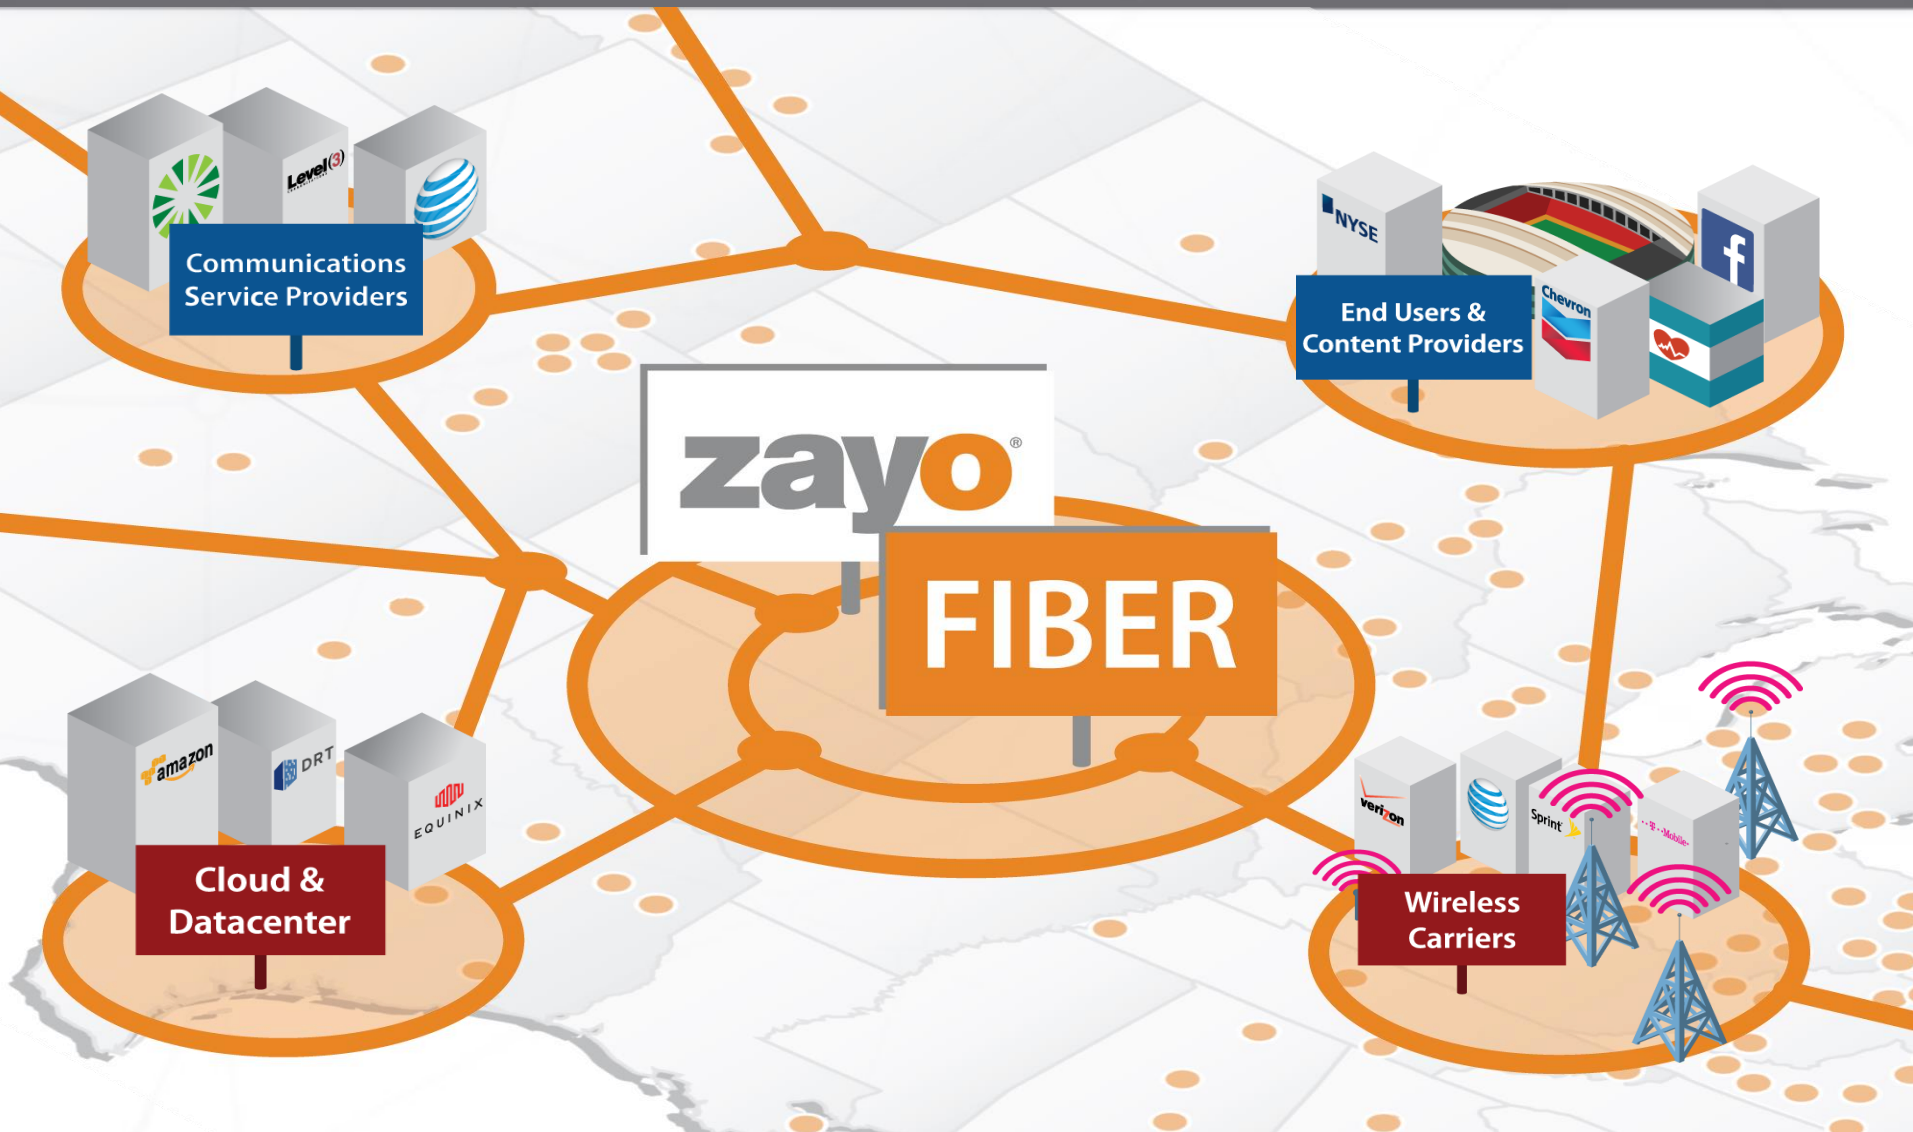 Level(3)
Communications
Service Providers
NYSE
f
Chevron
End Users &
Content Providers
zayo®
FIBER
amazon
DRT
EQUINIX
Cloud &
Datacenter
verizon
Sprint
T · · Mobile·
Wireless
Carriers